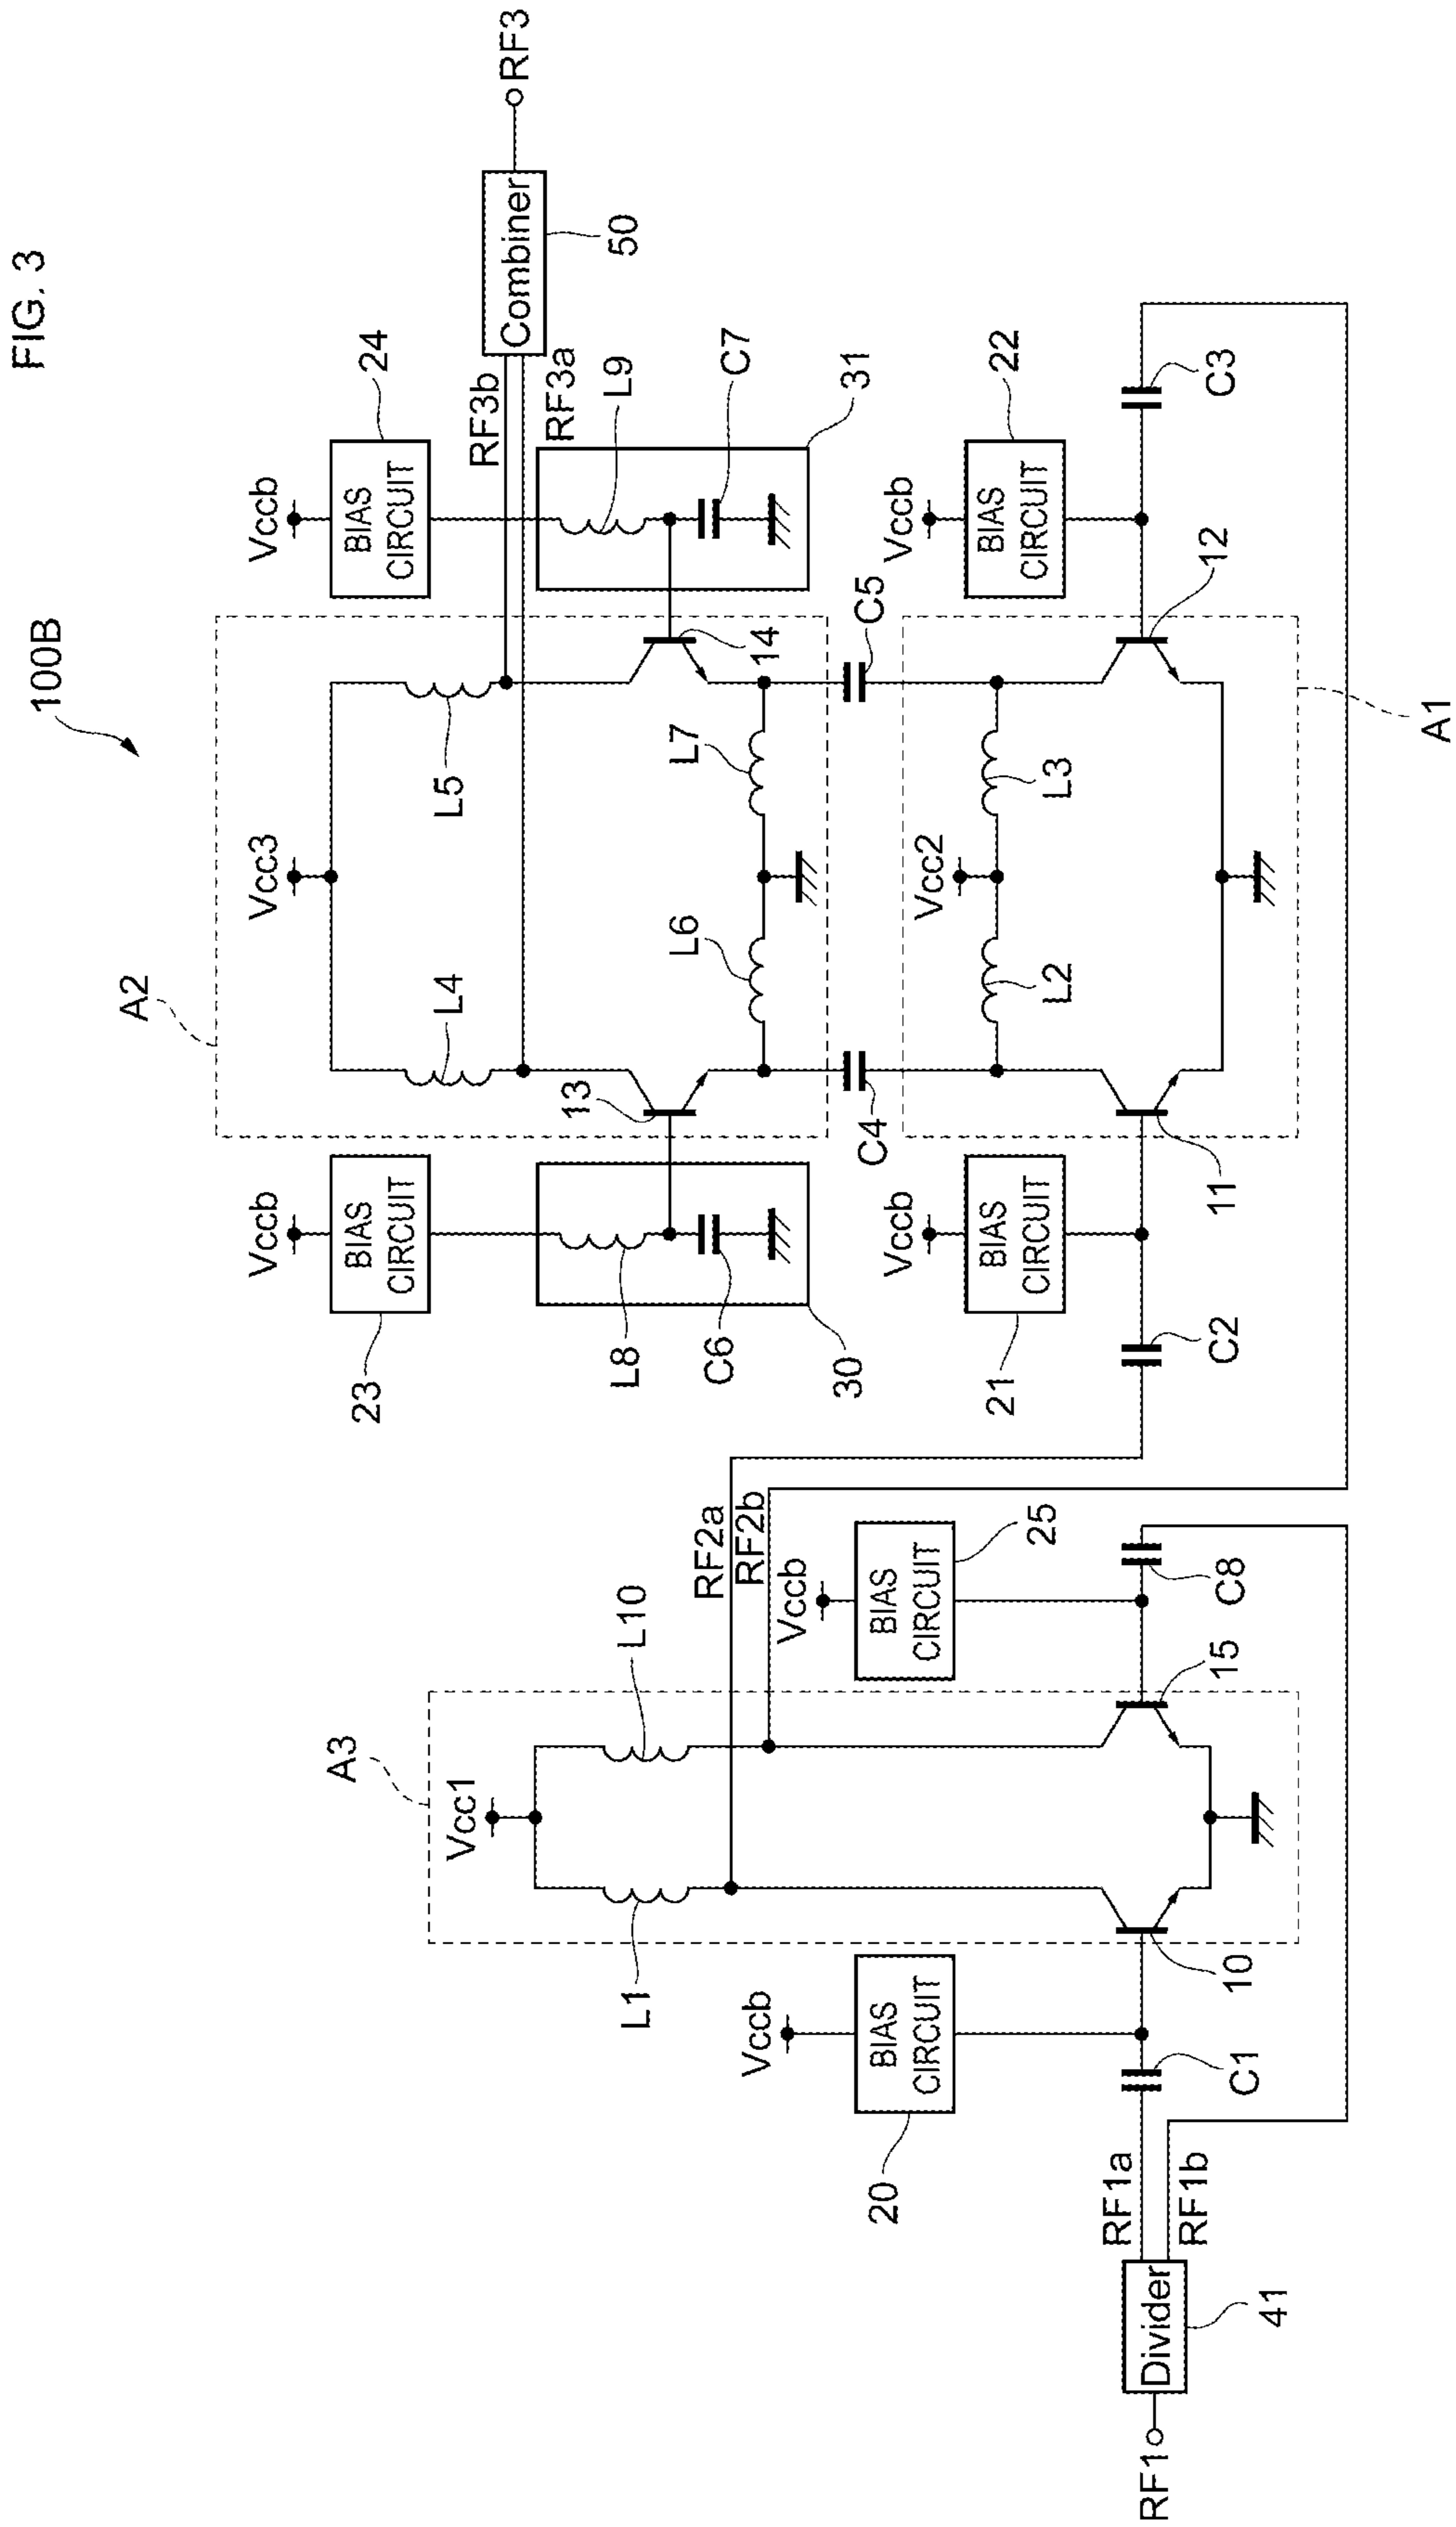 FIG. 3
100B
A2
Vcc3
L4
L5
Vccb
BIAS
CIRCUIT
23
Vccb
BIAS
CIRCUIT
24
RF3b
RF3a
Combiner
50
RF3
13
14
L6
L7
L8
C6
30
L9
C7
31
C4
C5
A3
Vcc1
L1
L10
RF2a
RF2b
Vccb
BIAS
CIRCUIT
20
Vccb
BIAS
CIRCUIT
25
Vccb
BIAS
CIRCUIT
21
Vcc2
L2
L3
Vccb
BIAS
CIRCUIT
22
RF1
Divider
41
RF1a
RF1b
C1
10
15
C8
C2
11
12
C3
A1